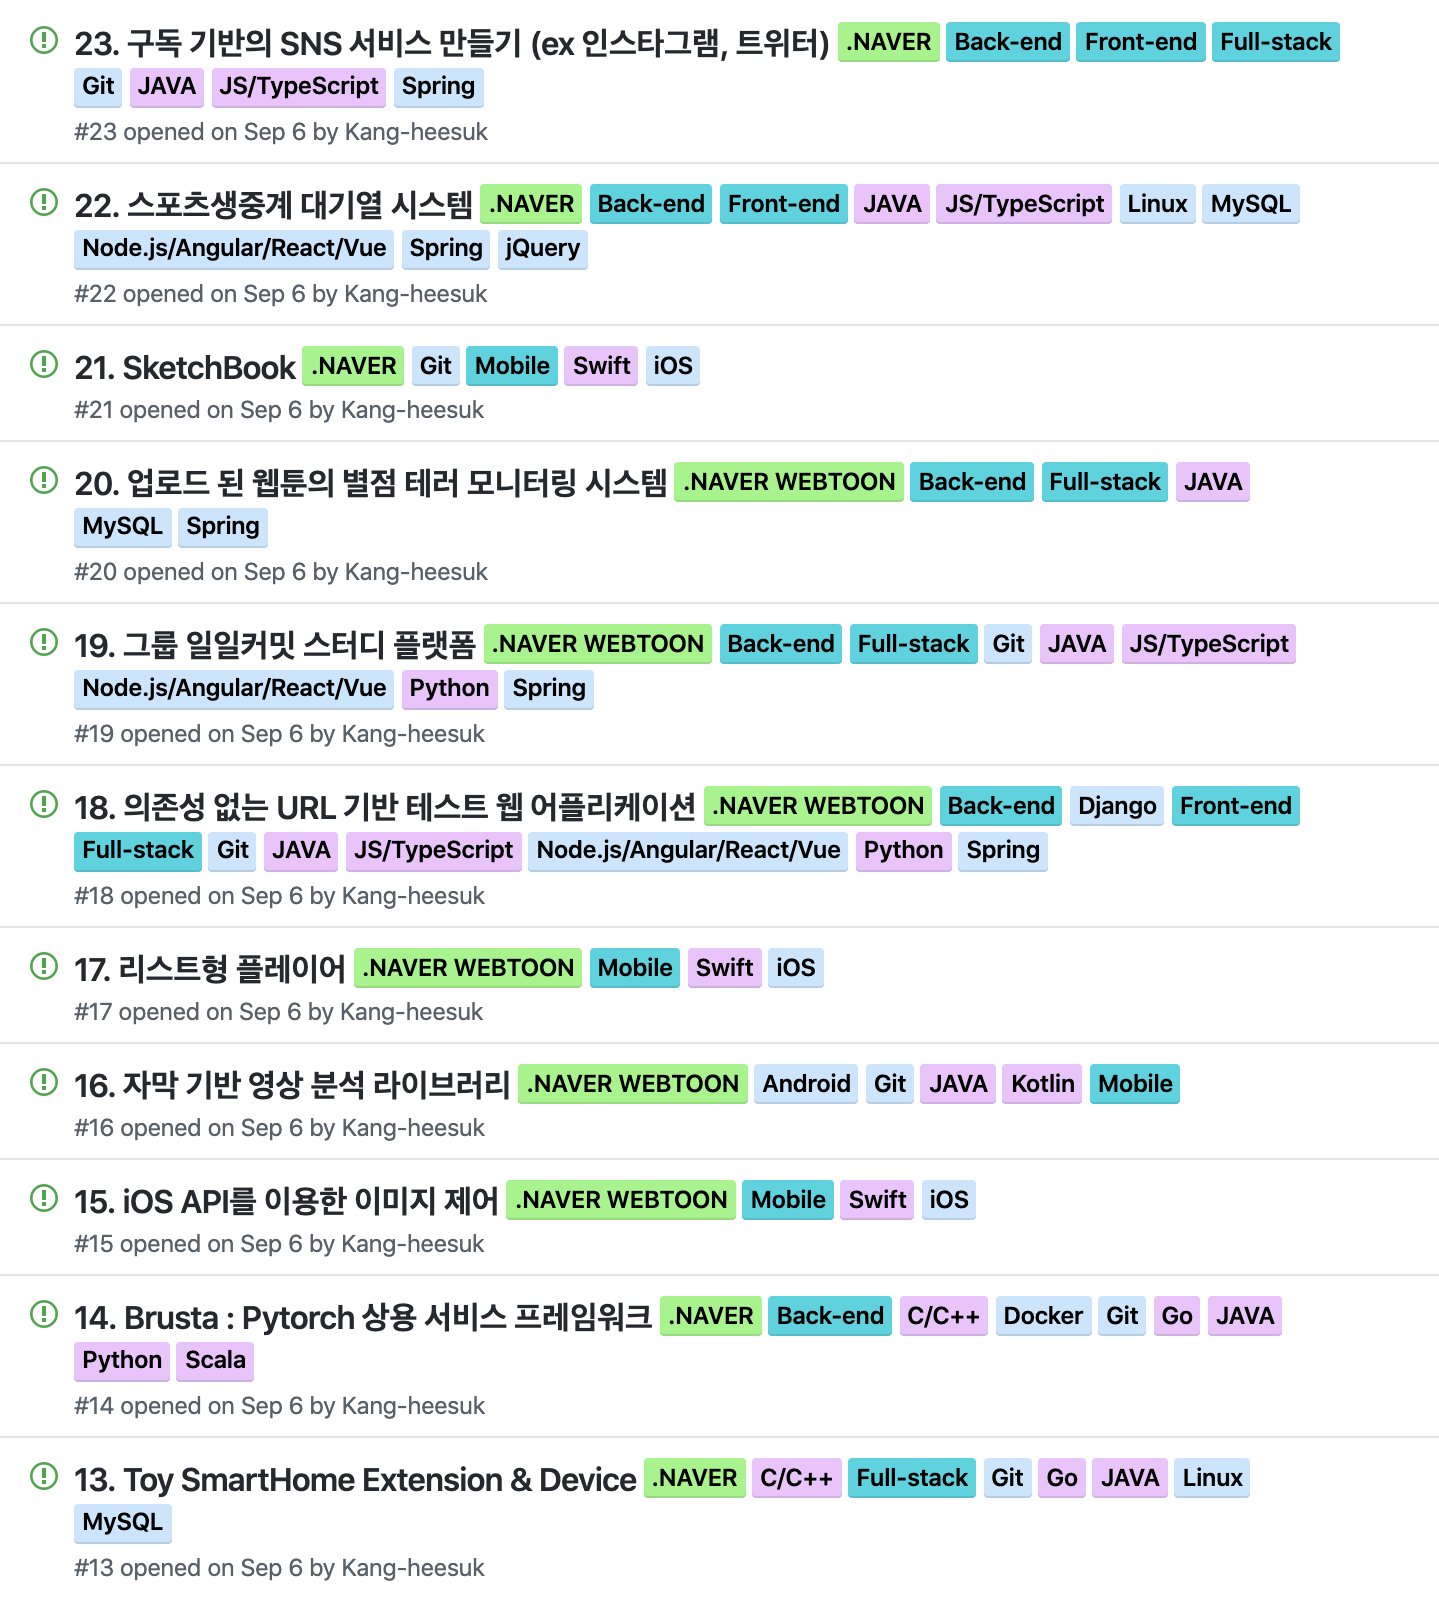 23. 구독 기반의 SNS 서비스 만들기 (ex 인스타그램, 트위터) .NAVER Back-end Front-end Full-stack
Git JAVA JS/TypeScript Spring
#23 opened on Sep 6 by Kang-heesuk
22. 스포츠생중계 대기열 시스템 .NAVER Back-end Front-end JAVA JS/TypeScript Linux MySQL
Node.js/Angular/React/Vue Spring jQuery
#22 opened on Sep 6 by Kang-heesuk
21. SketchBook .NAVER Git Mobile Swift iOS
#21 opened on Sep 6 by Kang-heesuk
20. 업로드 된 웹툰의 별점 테러 모니터링 시스템 .NAVER WEBTOON Back-end Full-stack JAVA
MySQL Spring
#20 opened on Sep 6 by Kang-heesuk
19. 그룹 일일커밋 스터디 플랫폼 .NAVER WEBTOON Back-end Full-stack Git JAVA JS/TypeScript
Node.js/Angular/React/Vue Python Spring
#19 opened on Sep 6 by Kang-heesuk
18. 의존성 없는 URL 기반 테스트 웹 어플리케이션 .NAVER WEBTOON Back-end Django Front-end
Full-stack Git JAVA JS/TypeScript Node.js/Angular/React/Vue Python Spring
#18 opened on Sep 6 by Kang-heesuk
17. 리스트형 플레이어 .NAVER WEBTOON Mobile Swift iOS
#17 opened on Sep 6 by Kang-heesuk
16. 자막 기반 영상 분석 라이브러리 .NAVER WEBTOON Android Git JAVA Kotlin Mobile
#16 opened on Sep 6 by Kang-heesuk
15. iOS API를 이용한 이미지 제어 .NAVER WEBTOON Mobile Swift iOS
#15 opened on Sep 6 by Kang-heesuk
14. Brusta : Pytorch 상용 서비스 프레임워크 .NAVER Back-end C/C++ Docker Git Go JAVA
Python Scala
#14 opened on Sep 6 by Kang-heesuk
13. Toy SmartHome Extension & Device .NAVER C/C++ Full-stack Git Go JAVA Linux
MySQL
#13 opened on Sep 6 by Kang-heesuk